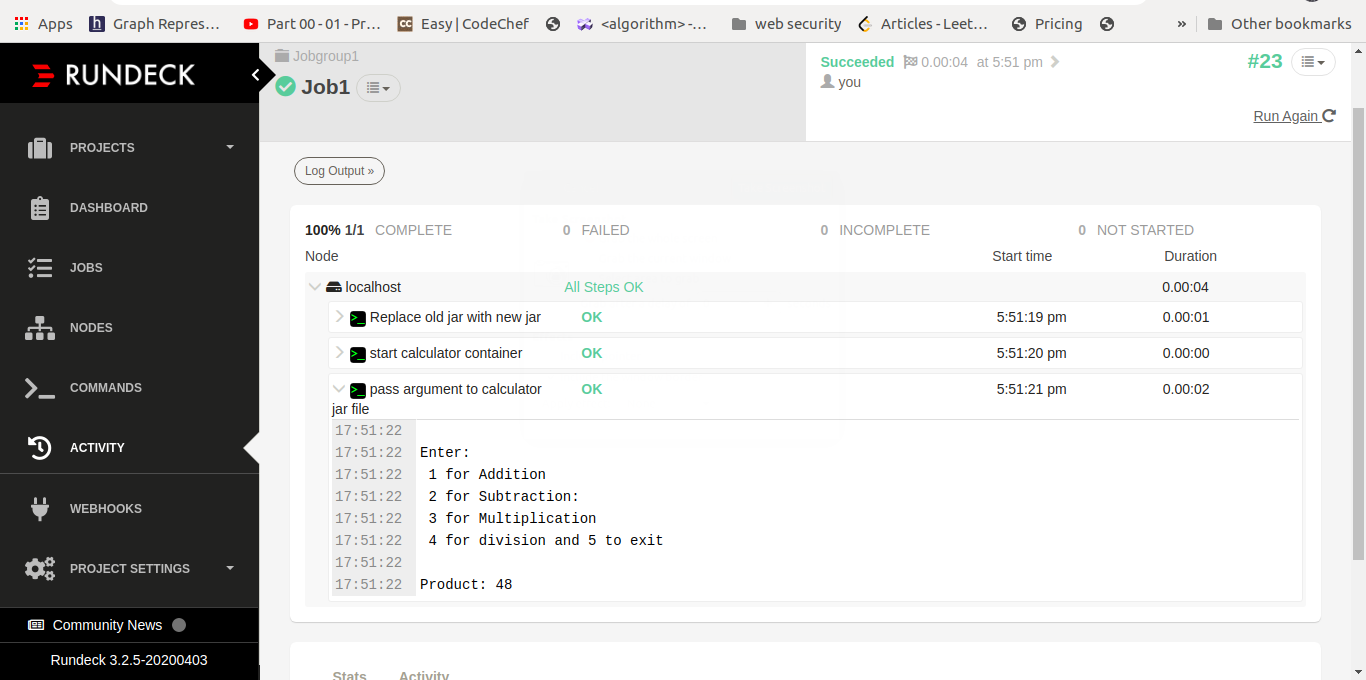 Apps Graph Repres… Part 00 - 01 - Pr… Easy | CodeChef <algorithm> -… web security Articles - Leet… Pricing » Other bookmarks
RUNDECK
PROJECTS
DASHBOARD
JOBS
NODES
COMMANDS
ACTIVITY
WEBHOOKS
PROJECT SETTINGS
Community News
Rundeck 3.2.5-20200403
Jobgroup1
Job1
Succeeded 0.00:04 at 5:51 pm
you
#23
Run Again
Log Output »
100% 1/1 COMPLETE 0 FAILED 0 INCOMPLETE 0 NOT STARTED
Node Start time Duration
localhost All Steps OK 0.00:04
Replace old jar with new jar OK 5:51:19 pm 0.00:01
start calculator container OK 5:51:20 pm 0.00:00
pass argument to calculator OK 5:51:21 pm 0.00:02
jar file
17:51:22
17:51:22 Enter:
17:51:22 1 for Addition
17:51:22 2 for Subtraction:
17:51:22 3 for Multiplication
17:51:22 4 for division and 5 to exit
17:51:22
17:51:22 Product: 48
Stats Activity